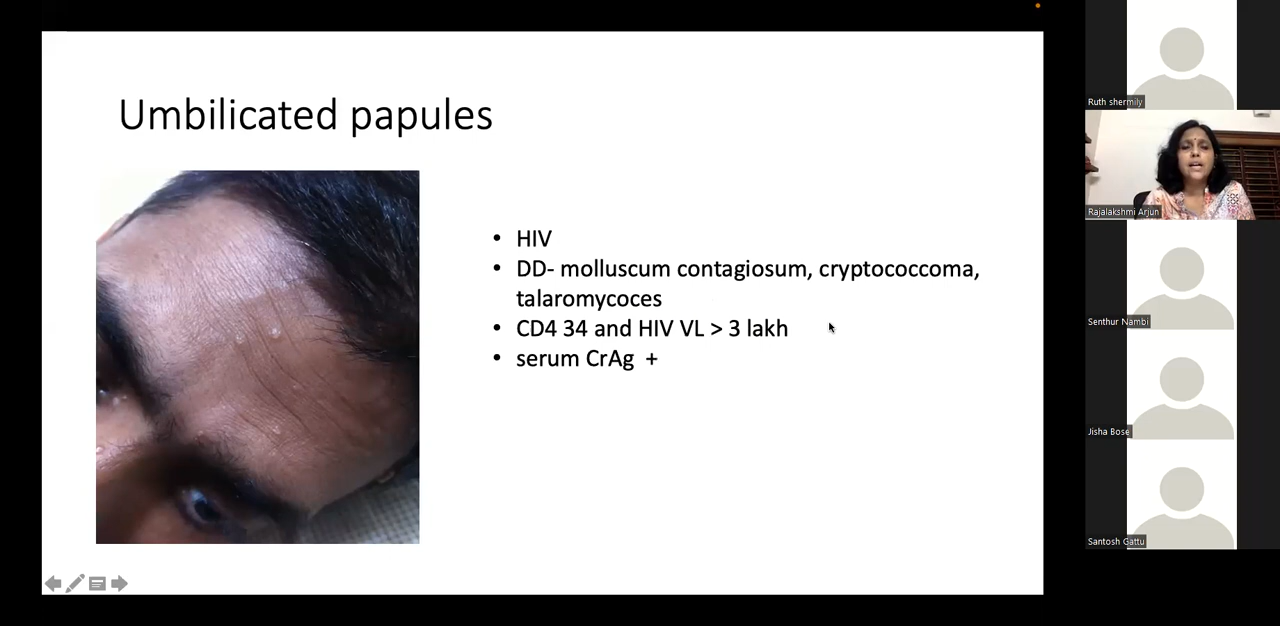 Umbilicated papules
• HIV
• DD- molluscum contagiosum, cryptococcoma,
talaromycoces
• CD4 34 and HIV VL > 3 lakh
• serum CrAg +
Ruth shermily
Rajalakshmi Arjun
Senthur Nambi
Jisha Bose
Santosh Gattu